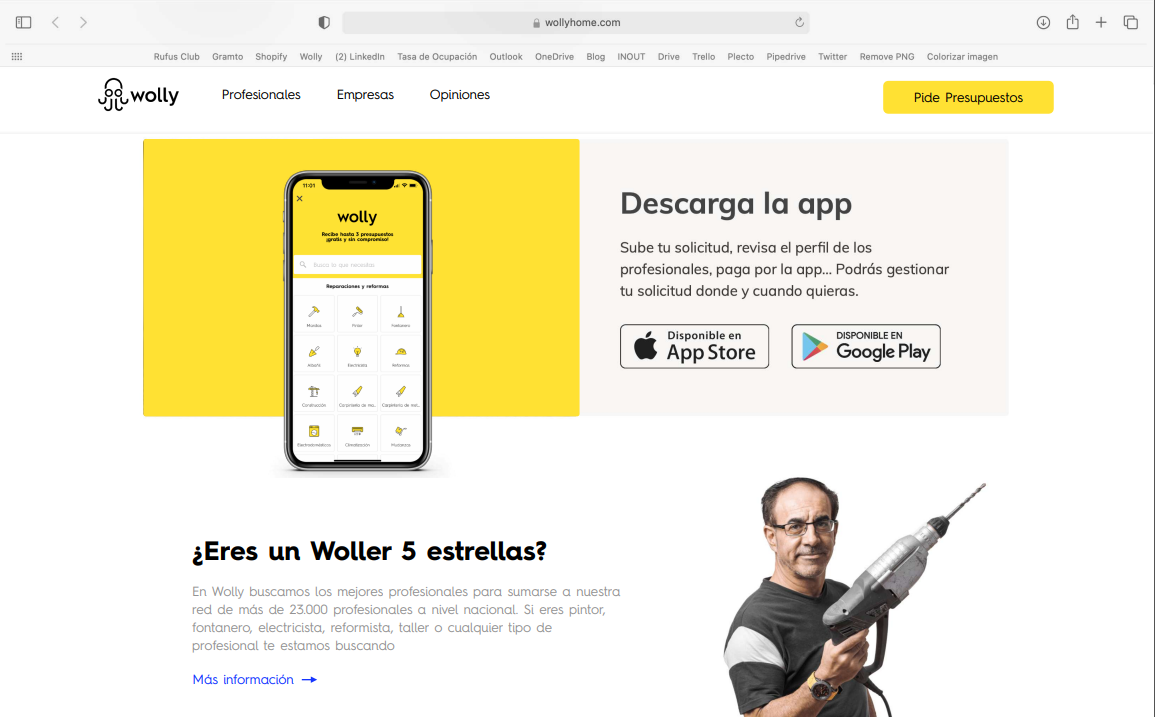 wollyhome.com
Rufus Club Gramto Shopify Wolly (2) LinkedIn Tasa de Ocupación Outlook OneDrive Blog INOUT Drive Trello Plecto Pipedrive Twitter Remove PNG Colorizar imagen
wolly Profesionales Empresas Opiniones Pide Presupuestos
11:01
wolly
Recibe hasta 3 presupuestos
¡gratis y sin compromiso!
Busca lo que necesitas
Reparaciones y reformas
Manitas Pintor Fontanero
Albañil Electricista Reformas
Construcción
Electrodomésticos Climatización Mudanzas
Descarga la app
Sube tu solicitud, revisa el perfil de los
profesionales, paga por la app... Podrás gestionar
tu solicitud donde y cuando quieras.
Disponible en
App Store
DISPONIBLE EN
Google Play
¿Eres un Woller 5 estrellas?
En Wolly buscamos los mejores profesionales para sumarse a nuestra
red de más de 23.000 profesionales a nivel nacional. Si eres pintor,
fontanero, electricista, reformista, taller o cualquier tipo de
profesional te estamos buscando
Más información →